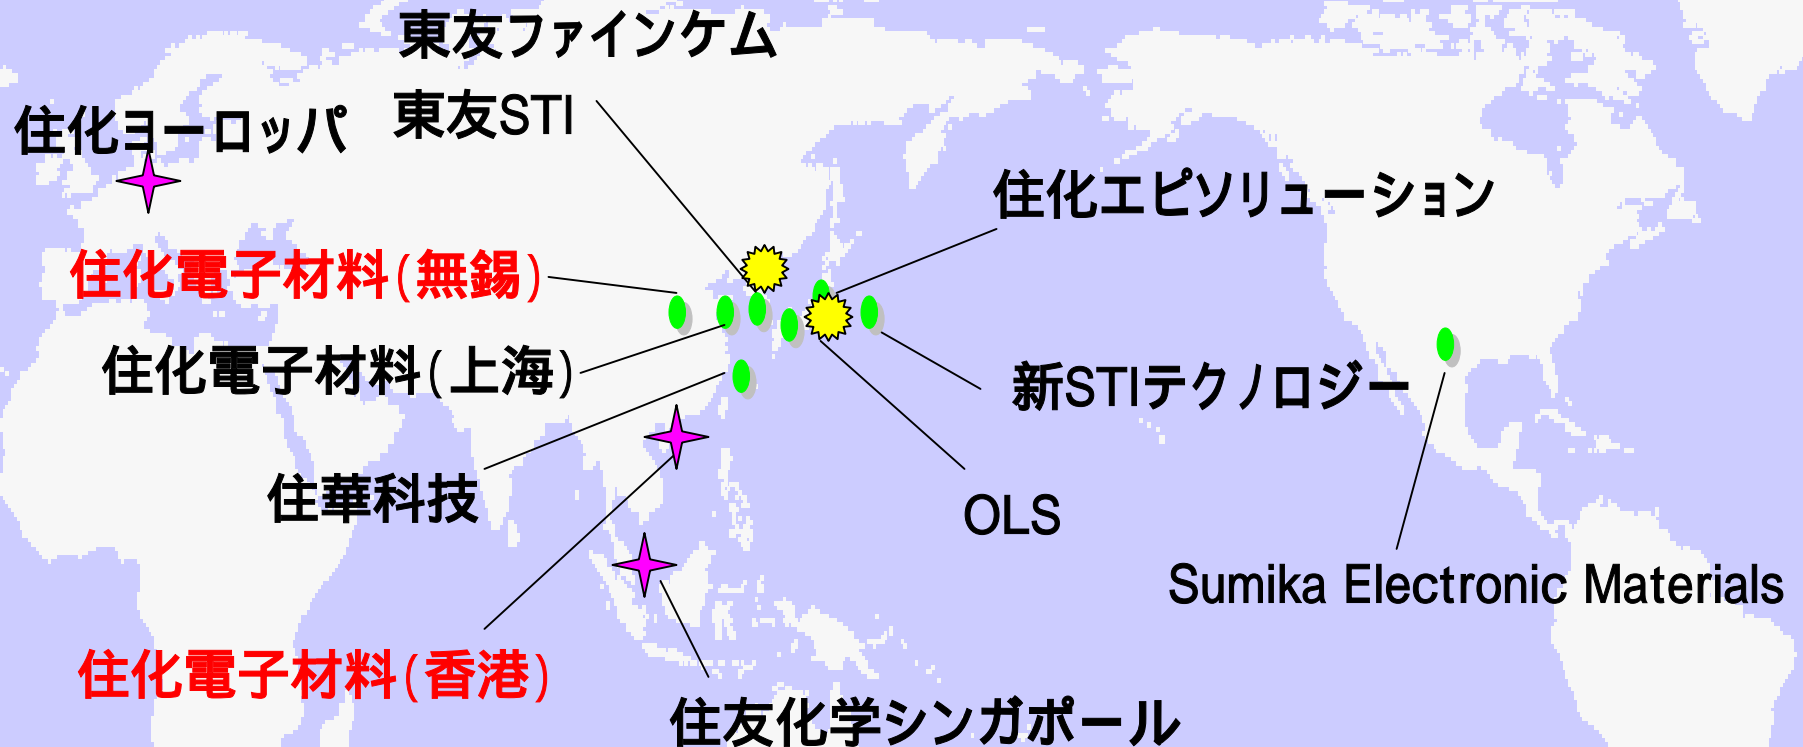 東友ファインケム
東友STI
住化ヨーロッパ
住化エピソリューション
住化電子材料(無錫)
住化電子材料(上海)
新STIテクノロジー
住華科技
OLS
Sumika Electronic Materials
住化電子材料(香港)
住友化学シンガポール